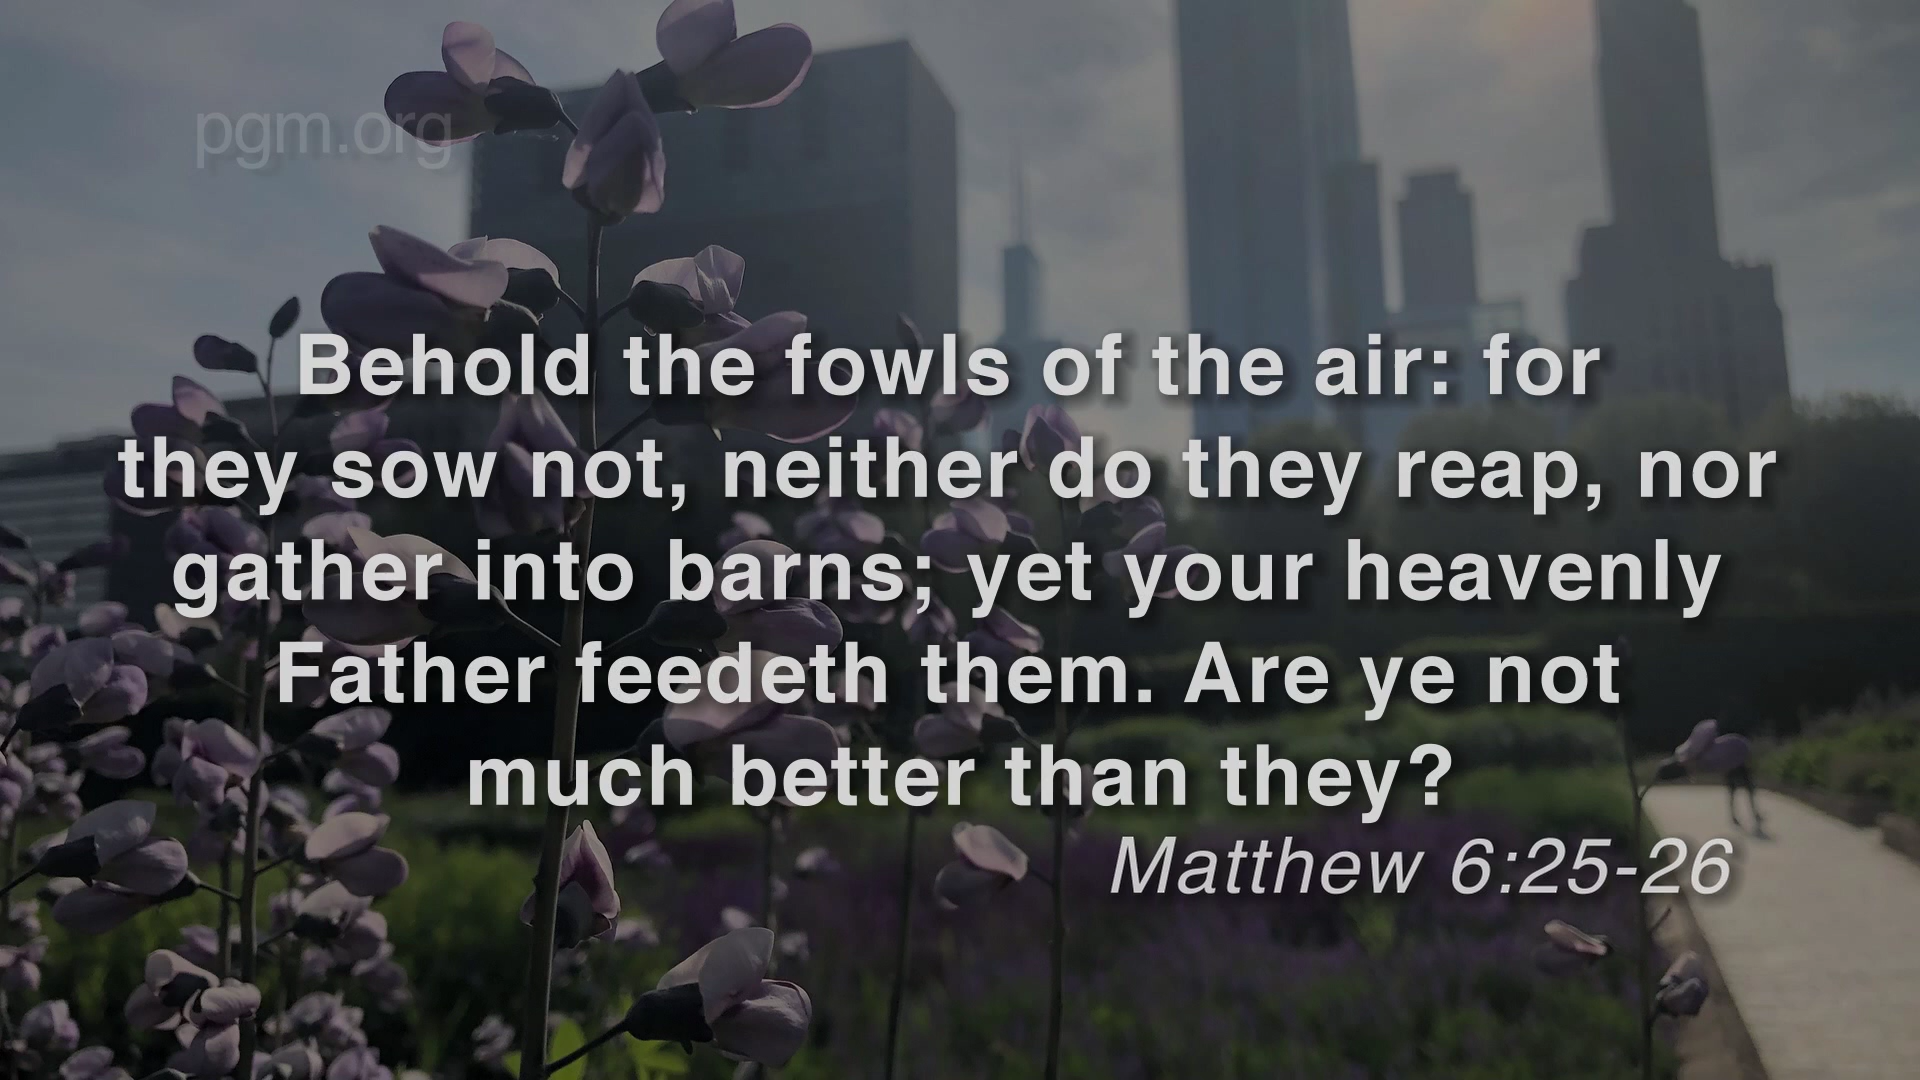 pgm.org
Behold the fowls of the air: for
they sow not, neither do they reap, nor
gather into barns; yet your heavenly
Father feedeth them. Are ye not
much better than they?
Matthew 6:25-26